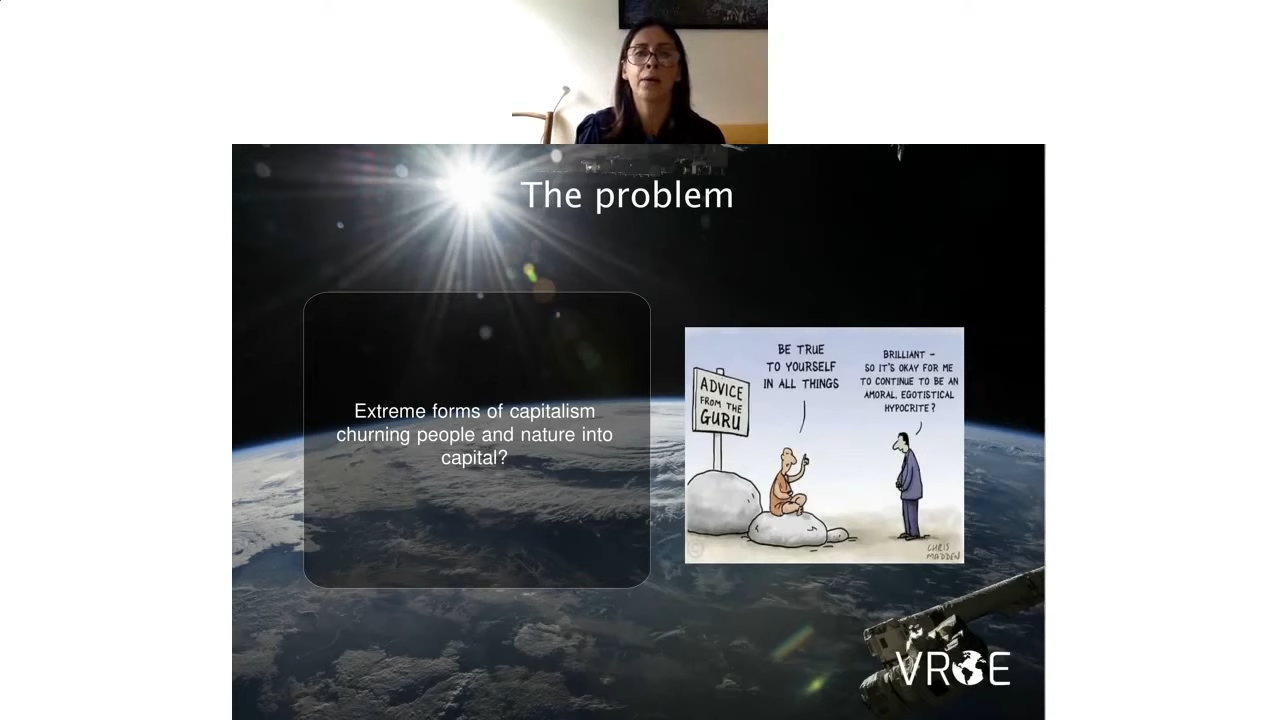 The problem
Extreme forms of capitalism
churning people and nature into
capital?
ADVICE
FROM THE
GURU
BE TRUE
TO YOURSELF
IN ALL THINGS
BRILLIANT –
SO IT'S OKAY FOR ME
TO CONTINUE TO BE AN
AMORAL, EGOTISTICAL
HYPOCRITE?
CHRIS
MADDEN
VROE